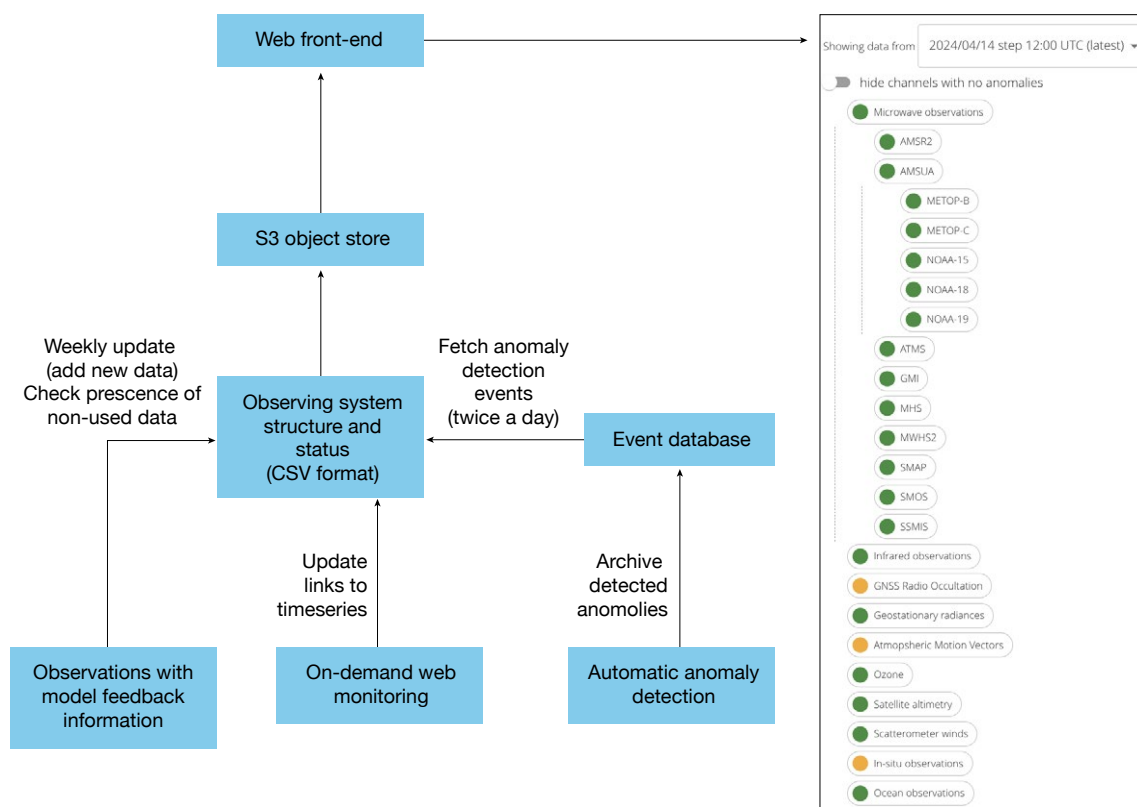 Web front-end
S3 object store
Weekly update
(add new data)
Check prescence of
non-used data
Fetch anomaly
detection
events
(twice a day)
Observing system
structure and
status
(CSV format)
Event database
Update
links to
timeseries
Archive
detected
anomolies
Observations with
model feedback
information
On-demand web
monitoring
Automatic anomaly
detection
Showing data from
2024/04/14 step 12:00 UTC (latest)
hide channels with no anomalies
Microwave observations
AMSR2
AMSUA
METOP-B
METOP-C
NOAA-15
NOAA-18
NOAA-19
ATMS
GMI
MHS
MWHS2
SMAP
SMOS
SSMIS
Infrared observations
GNSS Radio Occultation
Geostationary radiances
Atmopsheric Motion Vectors
Ozone
Satellite altimetry
Scatterometer winds
In-situ observations
Ocean observations